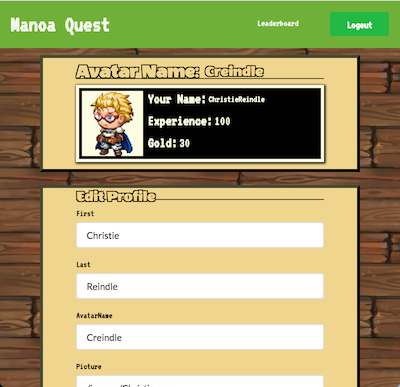 Manoa Quest
Leaderboard
Logout
Avatar Name: Creindle
Your Name: ChristieReindle
Experience: 100
Gold: 30
Edit Profile
First
Christie
Last
Reindle
AvatarName
Creindle
Picture